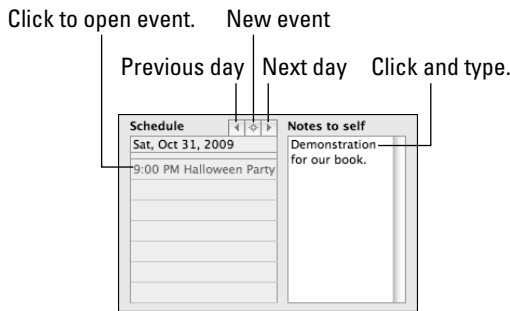 Click to open event. New event
Previous day Next day Click and type.
Schedule Notes to self
Sat, Oct 31, 2009 Demonstration
for our book.
9:00 PM Halloween Party